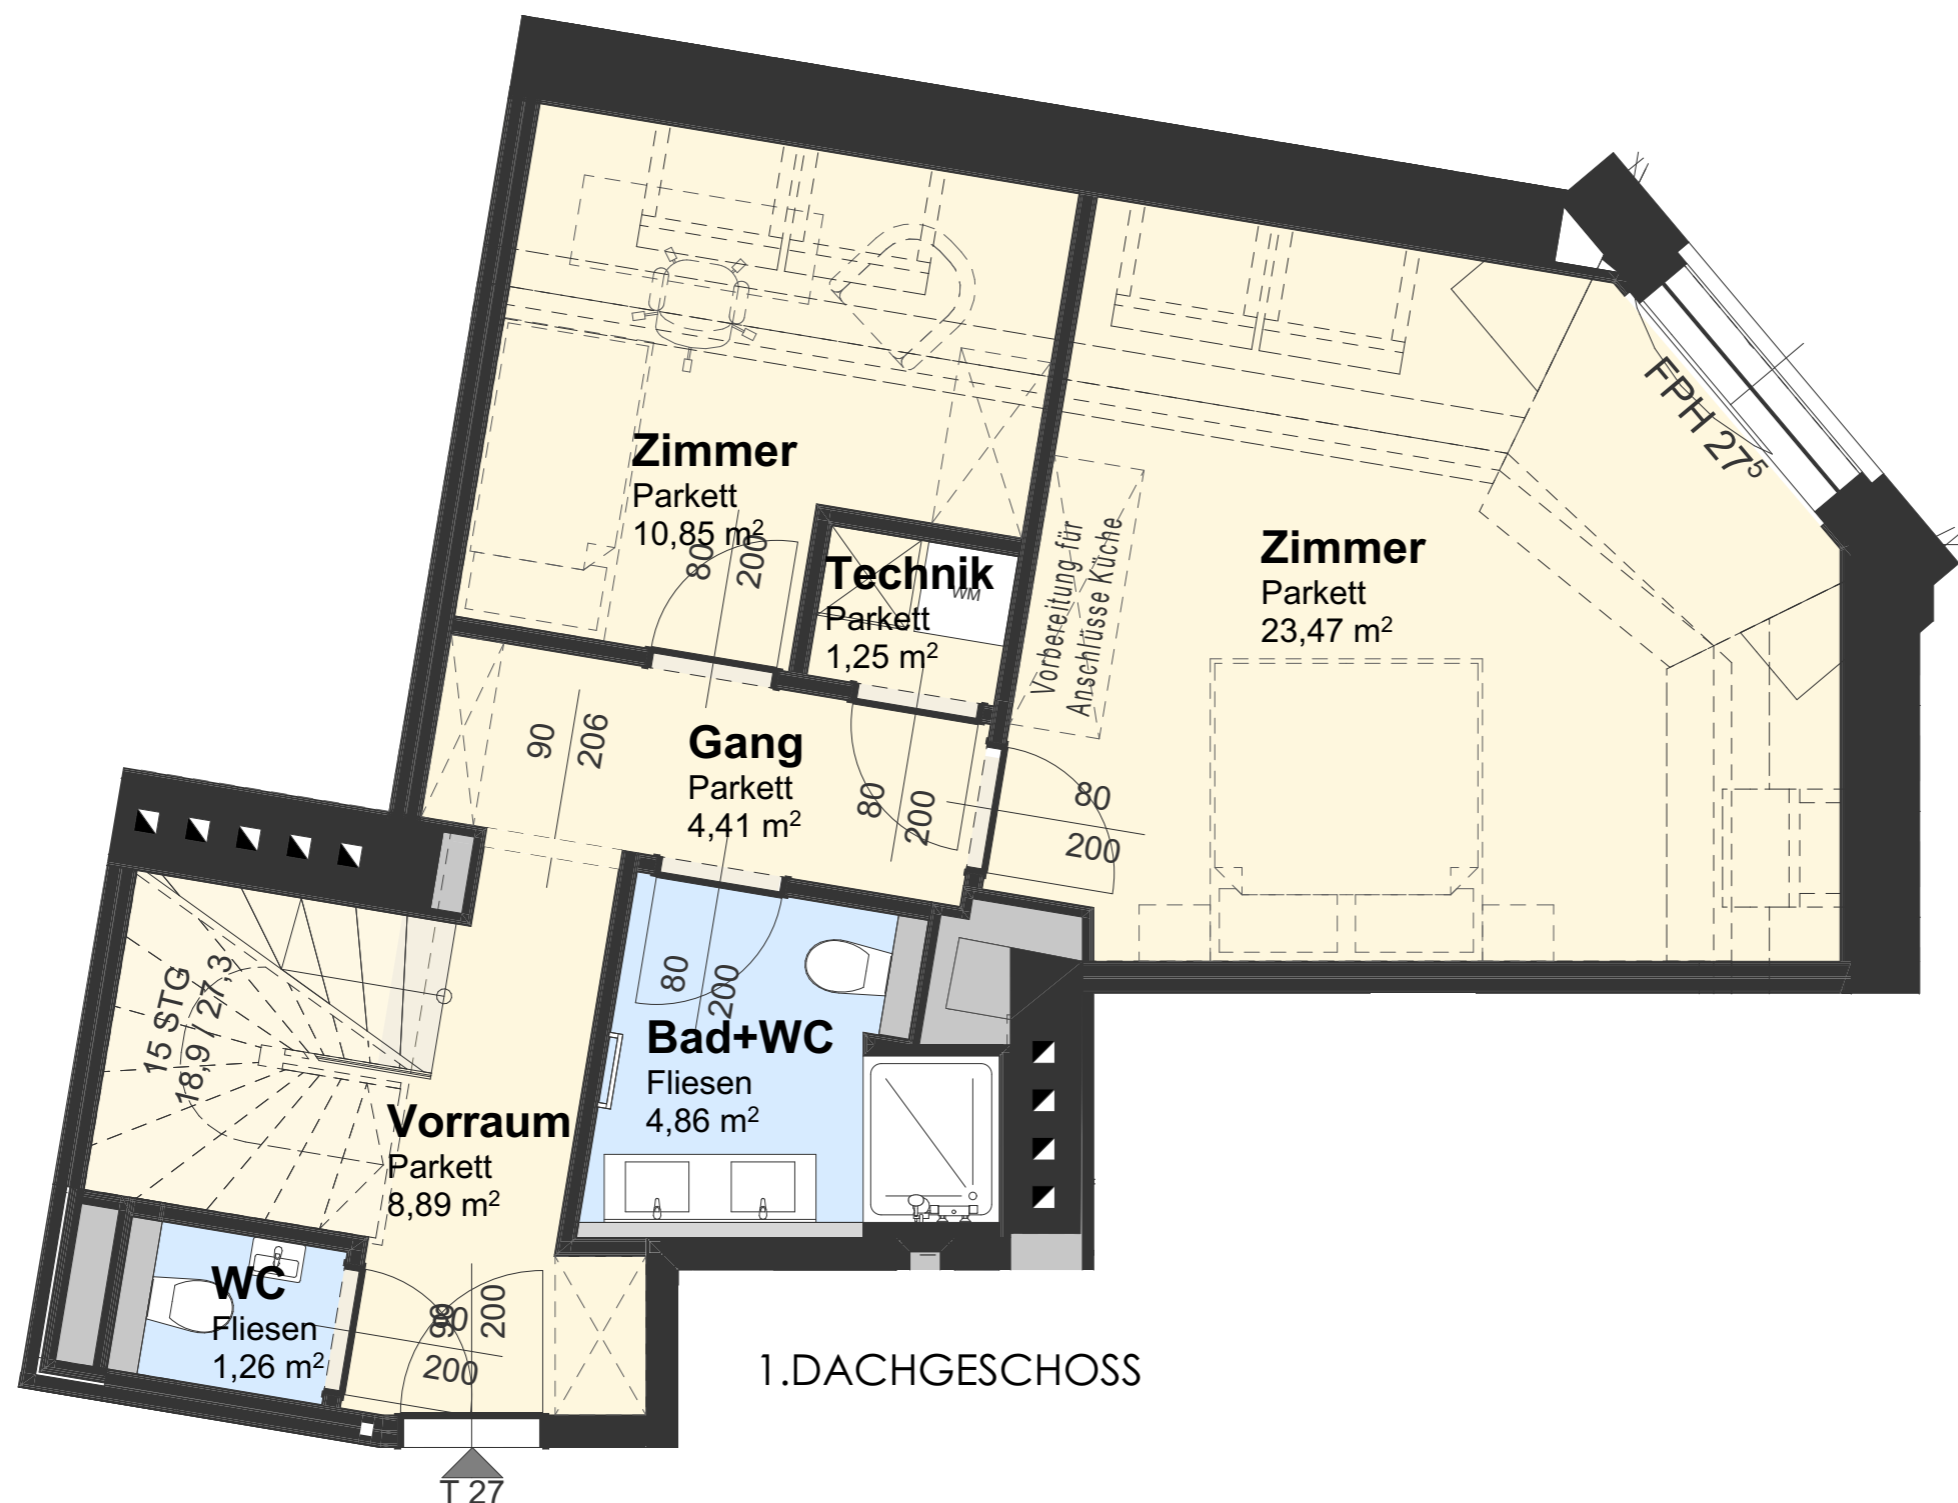 FPH 27⁵
Zimmer
Parkett
10,85 m²
80
200
Technik
WM
Parkett
1,25 m²
Vorbereitung für
Anschlüsse Küche
Zimmer
Parkett
23,47 m²
90
206
Gang
Parkett
4,41 m²
80
200
80
200
15 STG
18,9 / 27,3
80
200
Bad+WC
Fliesen
4,86 m²
Vorraum
Parkett
8,89 m²
WC
Fliesen
1,26 m²
80
200
90
200
1.DACHGESCHOSS
T 27